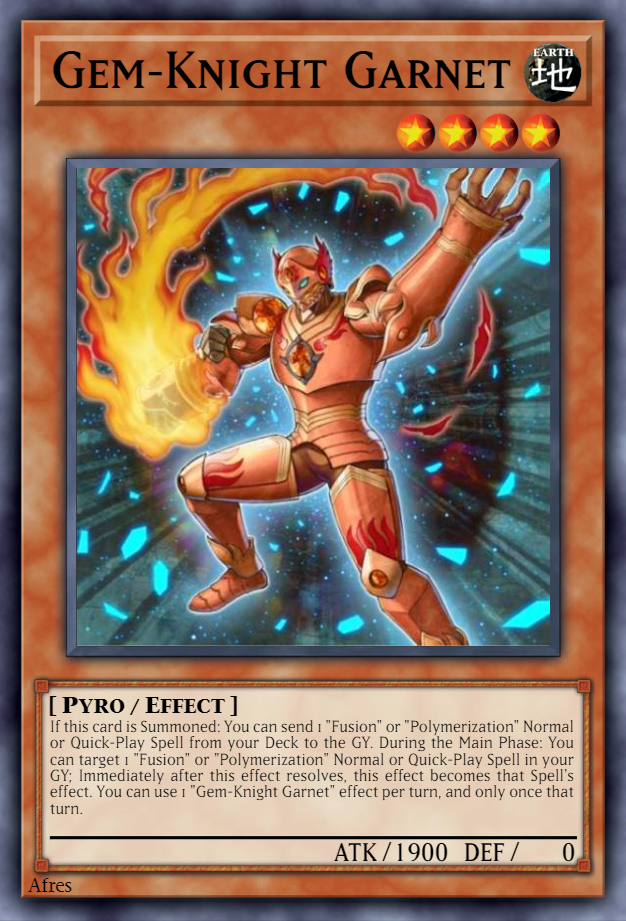 Gem-Knight Garnet
EARTH
地
[ Pyro / Effect ]
If this card is Summoned: You can send 1 "Fusion" or "Polymerization" Normal
or Quick-Play Spell from your Deck to the GY. During the Main Phase: You
can target 1 "Fusion" or "Polymerization" Normal or Quick-Play Spell in your
GY; Immediately after this effect resolves, this effect becomes that Spell's
effect. You can use 1 "Gem-Knight Garnet" effect per turn, and only once that
turn.
ATK / 1900 DEF / 0
Afres